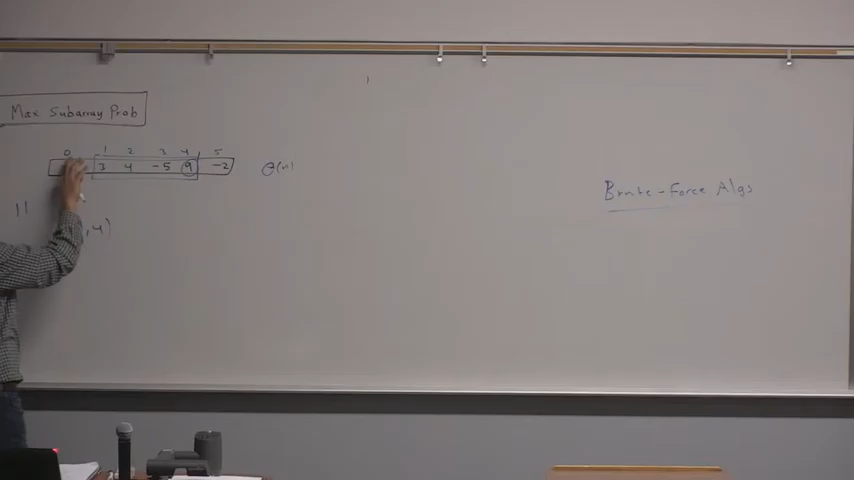 Max Subarray Prob
0 1 2 3 4 5
3 4 -5 9 -2
Θ(n)
11
,4)
Brute-Force Algs